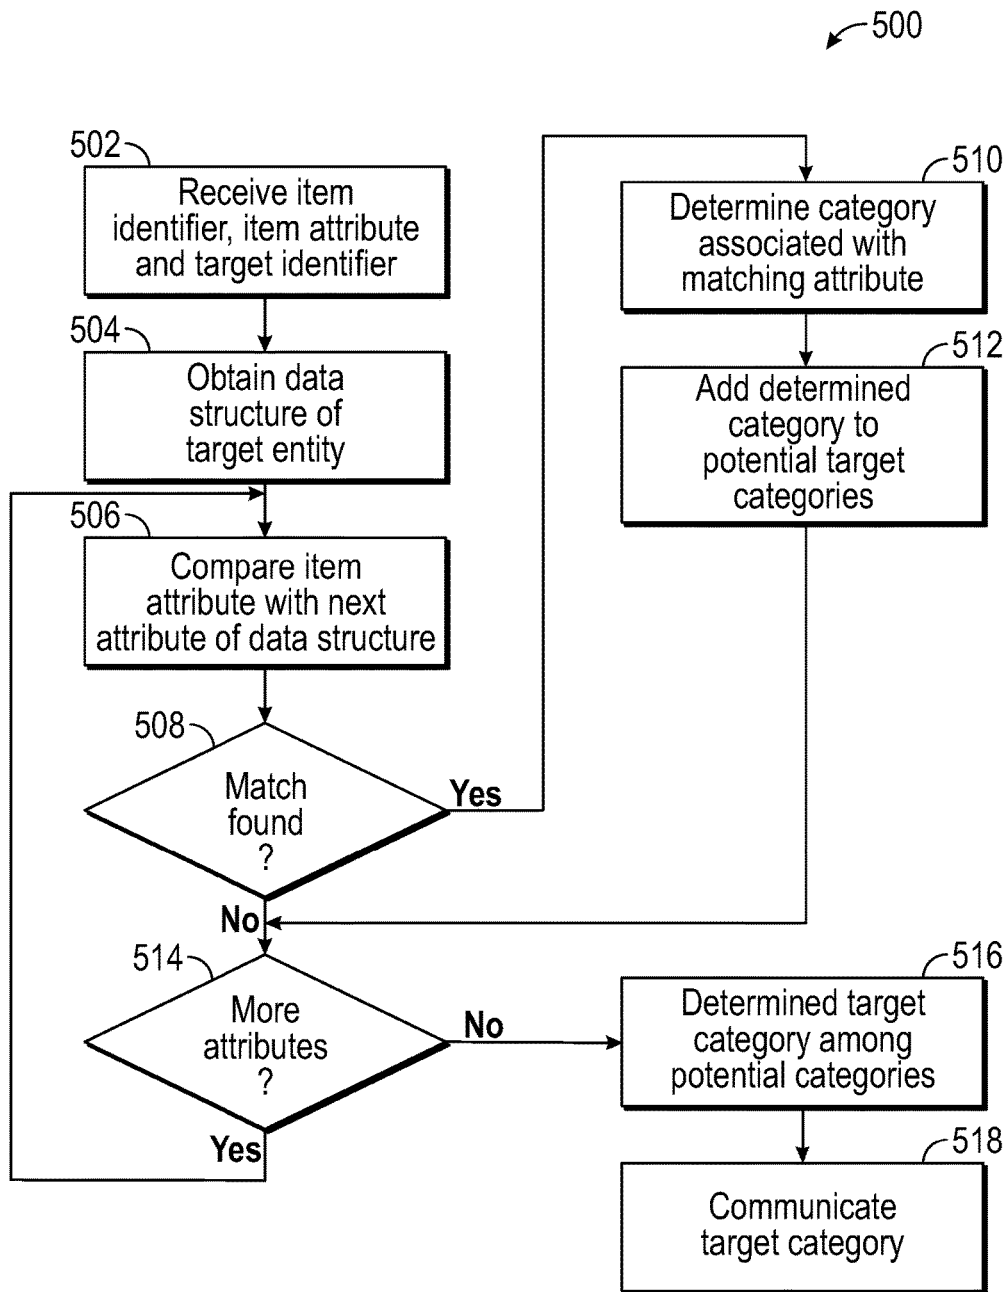 500
502
Receive item
identifier, item attribute
and target identifier
504
Obtain data
structure of
target entity
506
Compare item
attribute with next
attribute of data structure
508
Match
found
?
Yes
No
510
Determine category
associated with
matching attribute
512
Add determined
category to
potential target
categories
514
More
attributes
?
No
Yes
516
Determined target
category among
potential categories
518
Communicate
target category